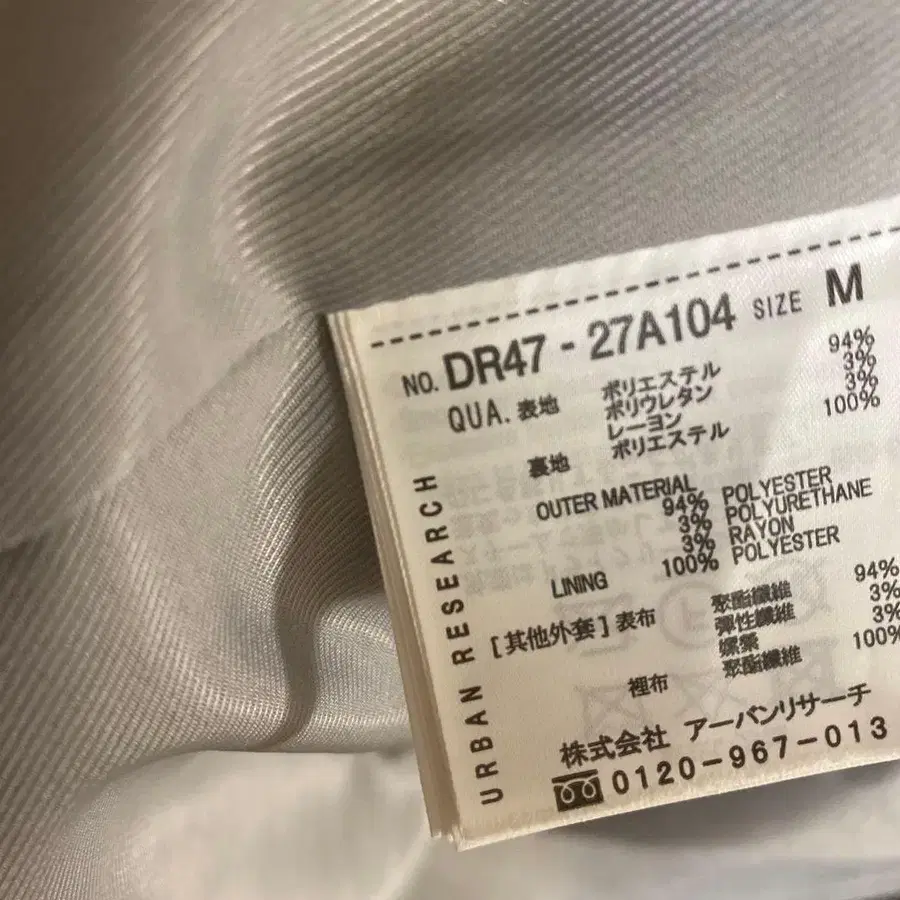 NO. DR47 - 27A104 SIZE M
QUA. 表地 ポリエステル 94%
ポリウレタン 3%
レーヨン 3%
裏地 ポリエステル 100%
OUTER MATERIAL
94% POLYESTER
3% POLYURETHANE
3% RAYON
LINING 100% POLYESTER
[其他外套] 表布 聚酯纖維 94%
彈性纖維 3%
嫘縈 3%
裡布 聚酯纖維 100%
株式会社 アーバンリサーチ
0120-967-013
URBAN RESEARCH